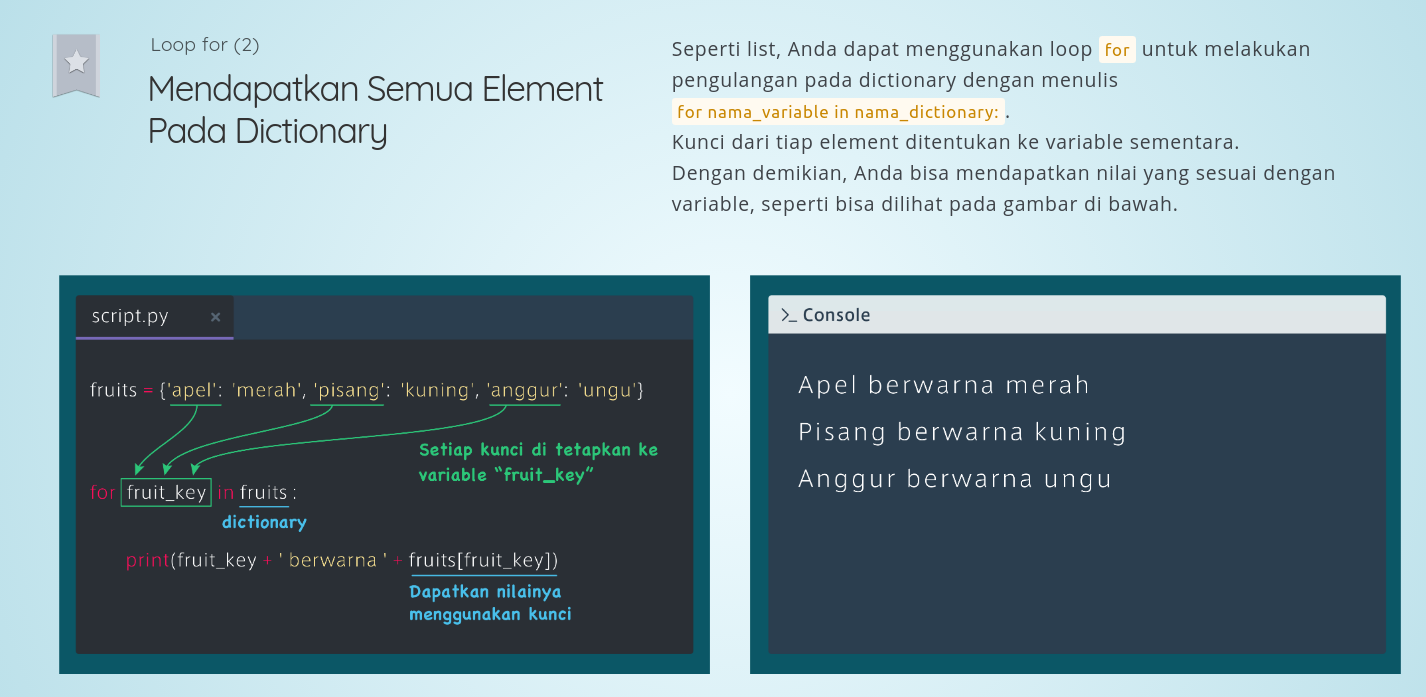 Loop for (2)
Mendapatkan Semua Element
Pada Dictionary
Seperti list, Anda dapat menggunakan loop for untuk melakukan
pengulangan pada dictionary dengan menulis
for nama_variable in nama_dictionary: .
Kunci dari tiap element ditentukan ke variable sementara.
Dengan demikian, Anda bisa mendapatkan nilai yang sesuai dengan
variable, seperti bisa dilihat pada gambar di bawah.
script.py ×
fruits = {'apel': 'merah', 'pisang': 'kuning', 'anggur': 'ungu'}
Setiap kunci di tetapkan ke
variable “fruit_key”
for fruit_key in fruits :
dictionary
print(fruit_key + ' berwarna ' + fruits[fruit_key])
Dapatkan nilainya
menggunakan kunci
>_ Console
Apel berwarna merah
Pisang berwarna kuning
Anggur berwarna ungu